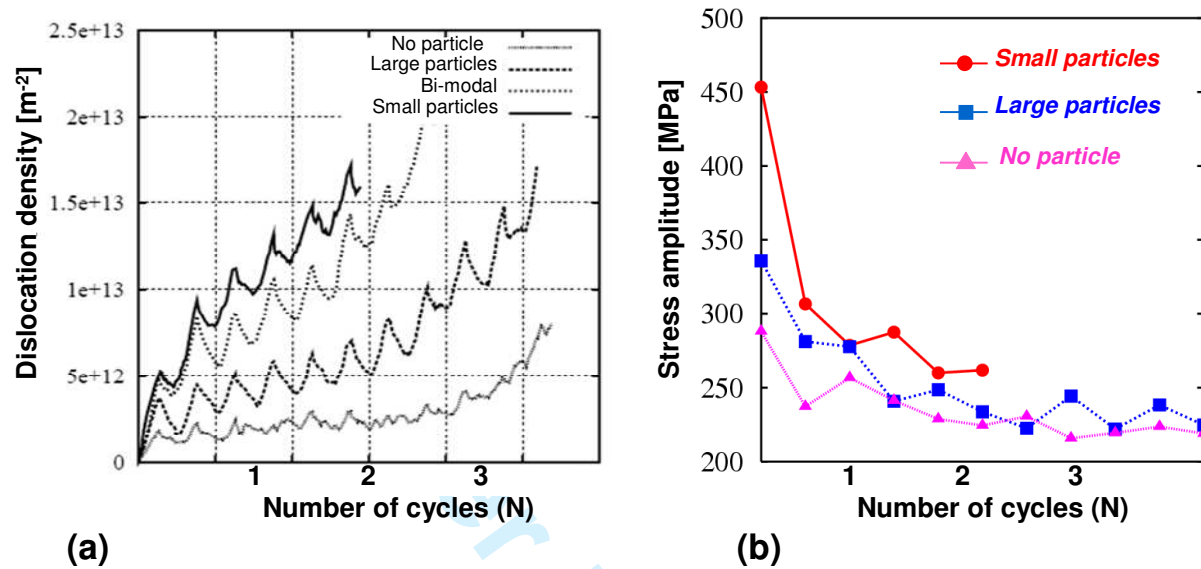 2.5e+13
2e+13
1.5e+13
1e+13
5e+12
0
Dislocation density [m-2]
No particle
Large particles
Bi-modal
Small particles
1 2 3
Number of cycles (N)
(a)
500
450
400
350
300
250
200
Stress amplitude [MPa]
Small particles
Large particles
No particle
1 2 3
Number of cycles (N)
(b)